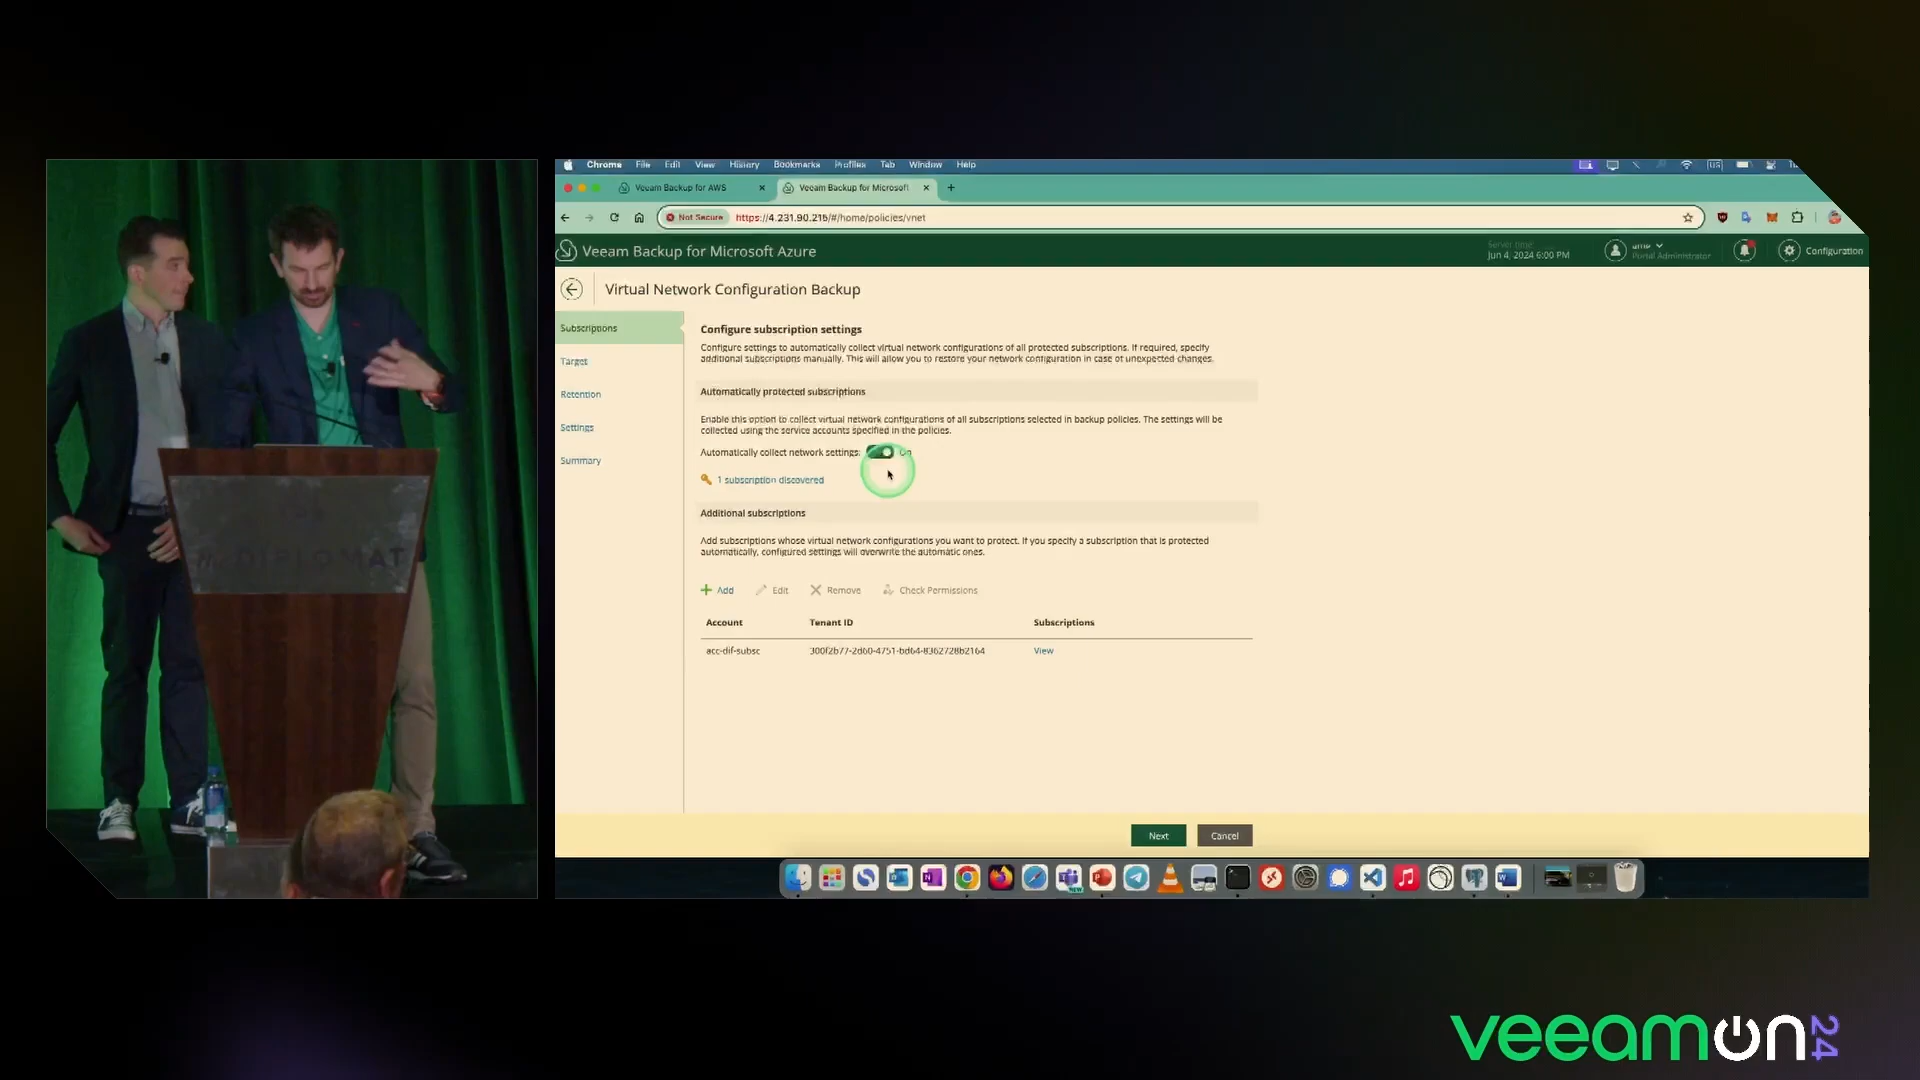 Chrome File Edit View History Bookmarks Profiles Tab Window Help
Veeam Backup for AWS
Veeam Backup for Microsoft
Not Secure https://4.231.90.215/#/home/policies/vnet
Veeam Backup for Microsoft Azure
Server time:
Jun 4, 2024 6:00 PM
Portal Administrator
Configuration
Virtual Network Configuration Backup
Subscriptions
Target
Retention
Settings
Summary
Configure subscription settings
Configure settings to automatically collect virtual network configurations of all protected subscriptions. If required, specify
additional subscriptions manually. This will allow you to restore your network configuration in case of unexpected changes.
Automatically protected subscriptions
Enable this option to collect virtual network configurations of all subscriptions selected in backup policies. The settings will be
collected using the service accounts specified in the policies.
Automatically collect network settings: On
1 subscription discovered
Additional subscriptions
Add subscriptions whose virtual network configurations you want to protect. If you specify a subscription that is protected
automatically, configured settings will overwrite the automatic ones.
Add Edit Remove Check Permissions
Account Tenant ID Subscriptions
acc-dif-subsc 300f2b77-2d60-4751-bd64-8362728b2164 View
Next Cancel
veeamon24